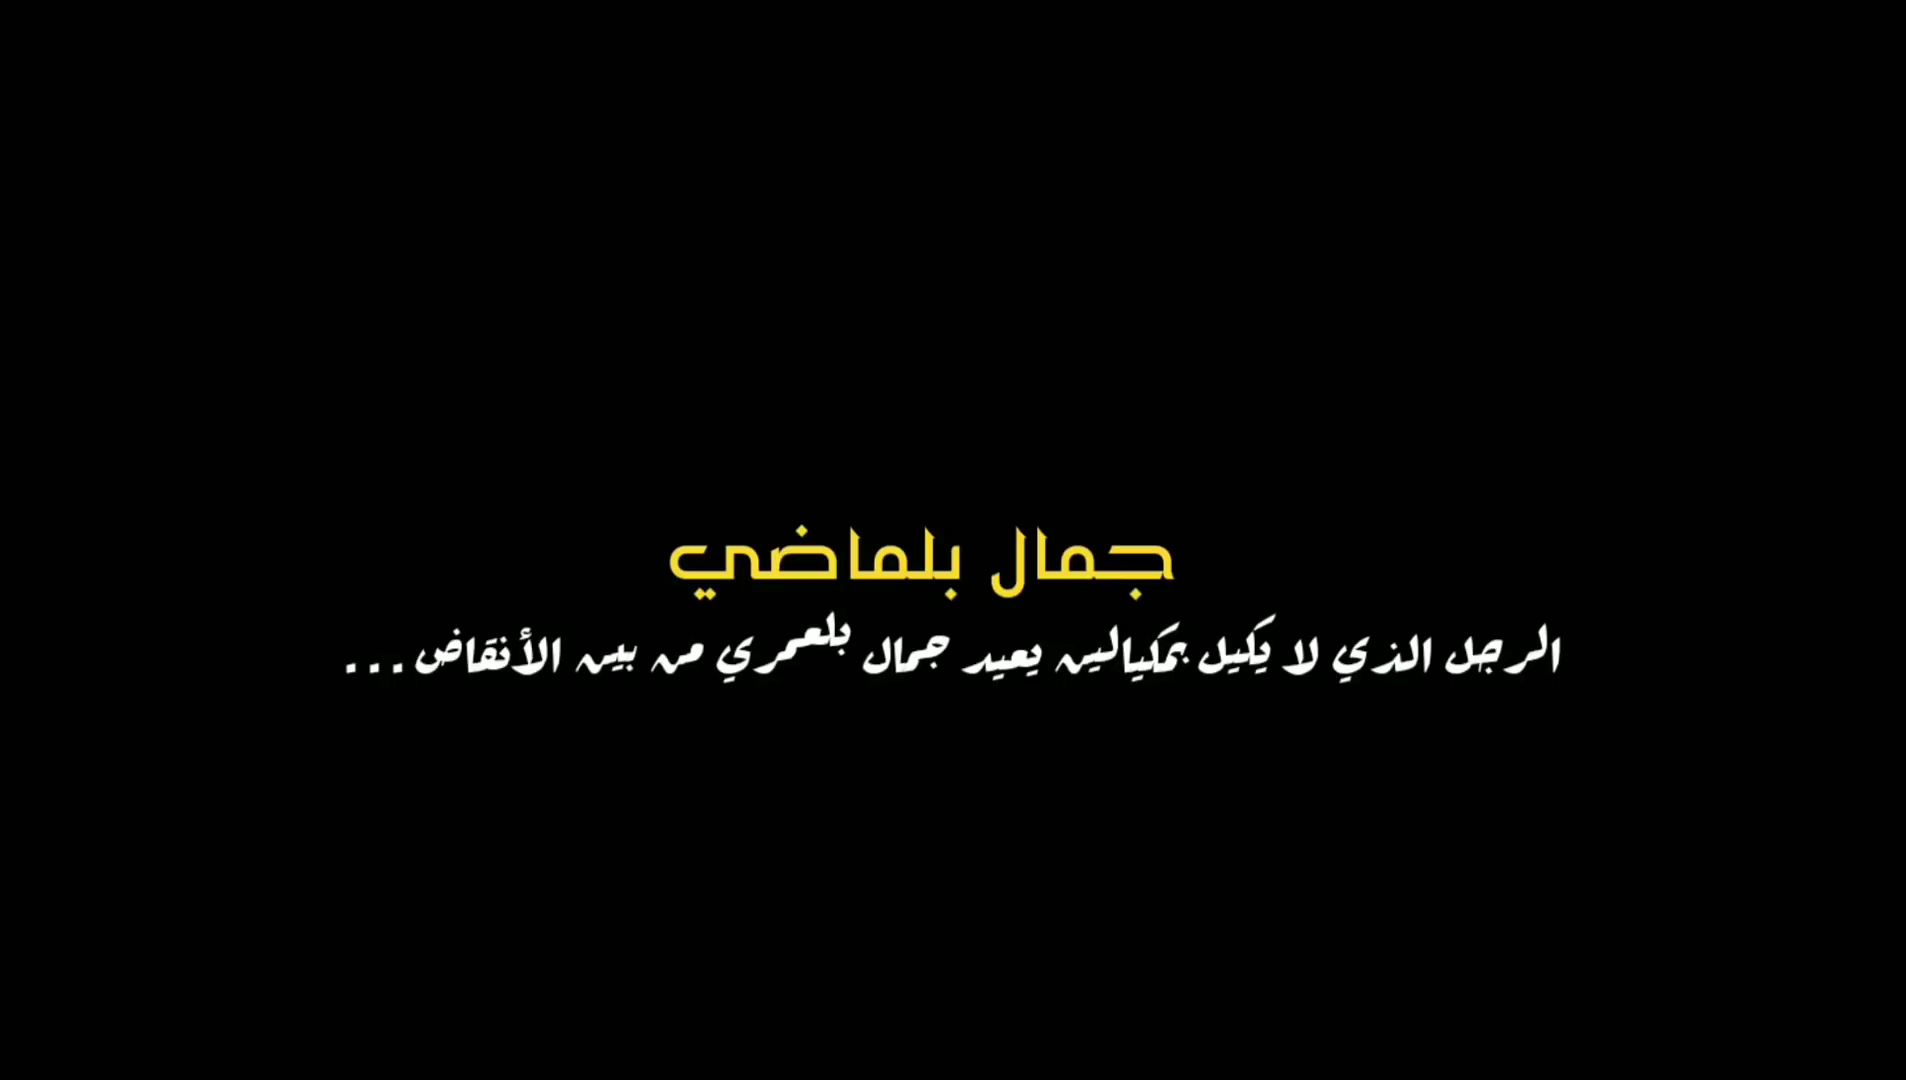 جمال بلماضي
الرجل الذي لا يكيل بمكيالين يعيد جمال بلعمري من بين الأنقاض...